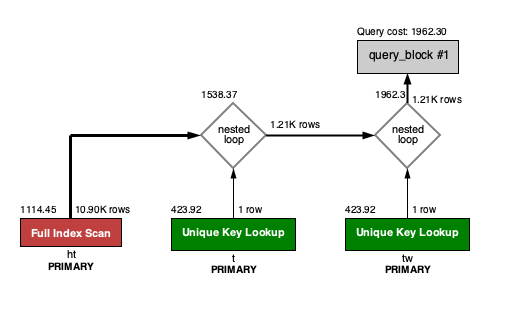 Query cost: 1962.30
query_block #1
1538.37
1962.3
1.21K rows
nested
loop
1.21K rows
nested
loop
1114.45
10.90K rows
423.92
1 row
423.92
1 row
Full Index Scan
Unique Key Lookup
Unique Key Lookup
ht
t
tw
PRIMARY
PRIMARY
PRIMARY